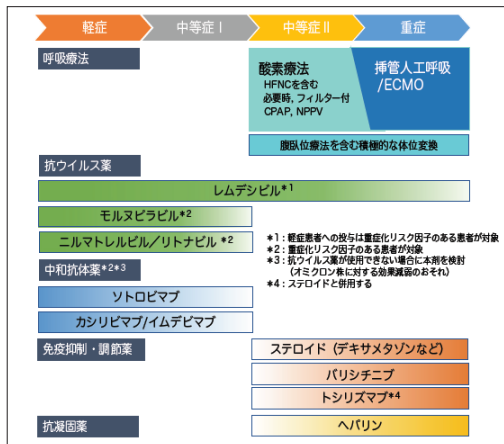 軽症 中等症Ⅰ 中等症Ⅱ 重症
呼吸療法
酸素療法
HFNCを含む
必要時, フィルター付
CPAP, NPPV
挿管人工呼吸
/ECMO
腹臥位療法を含む積極的な体位変換
抗ウイルス薬
レムデシビル*1
モルヌピラビル*2
ニルマトレルビル/リトナビル *2
*1:軽症患者への投与は重症化リスク因子のある患者が対象
*2:重症化リスク因子のある患者が対象
*3:抗ウイルス薬が使用できない場合に本剤を検討
(オミクロン株に対する効果減弱のおそれ)
*4:ステロイドと併用する
中和抗体薬*2*3
ソトロビマブ
カシリビマブ/イムデビマブ
免疫抑制・調節薬
ステロイド(デキサメタゾンなど)
バリシチニブ
トシリズマブ*4
抗凝固薬
ヘパリン